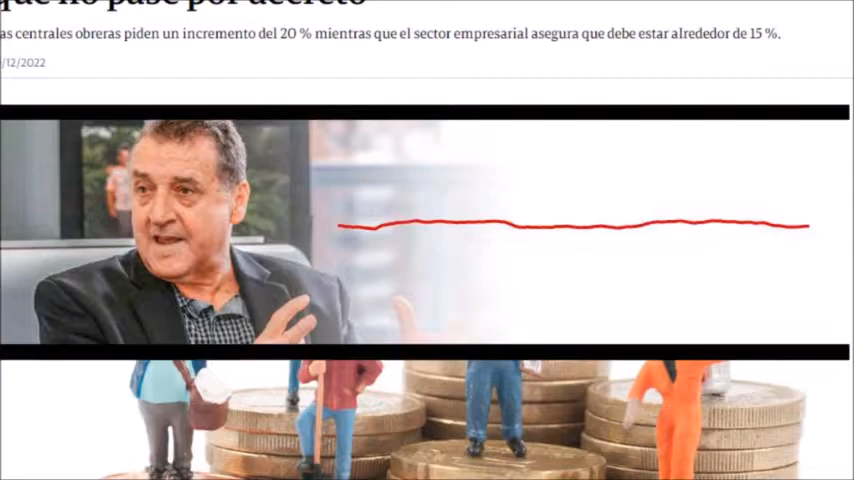 que no pase por decreto
as centrales obreras piden un incremento del 20 % mientras que el sector empresarial asegura que debe estar alrededor de 15 %.
/12/2022